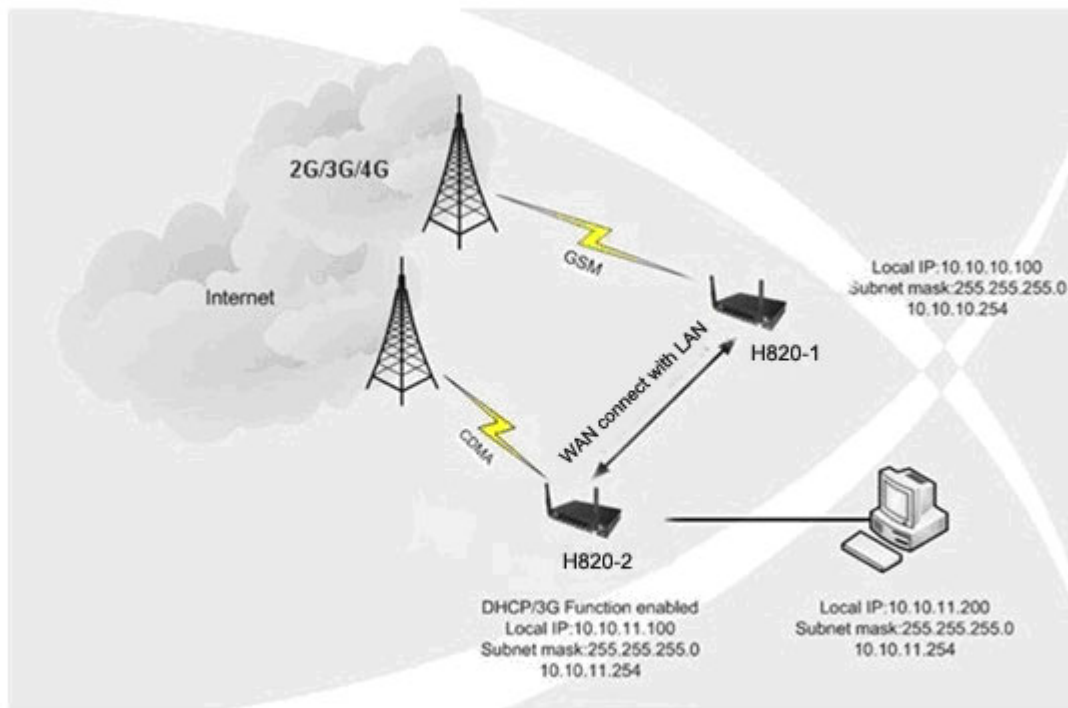 2G/3G/4G
Internet
GSM
Local IP:10.10.10.100
Subnet mask:255.255.255.0
10.10.10.254
H820-1
WAN connect with LAN
CDMA
H820-2
DHCP/3G Function enabled
Local IP:10.10.11.100
Subnet mask:255.255.255.0
10.10.11.254
Local IP:10.10.11.200
Subnet mask:255.255.255.0
10.10.11.254